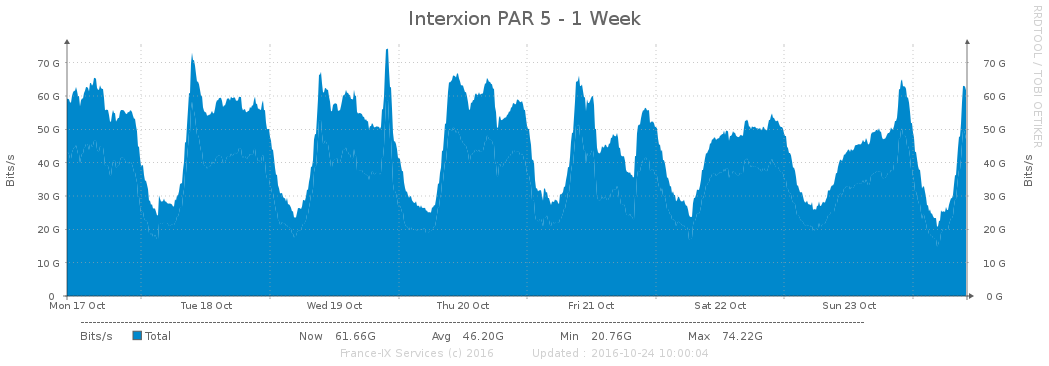 Interxion PAR 5 - 1 Week
RRDTOOL / TOBI OETIKER
Bits/s
70 G 70 G
60 G 60 G
50 G 50 G
40 G 40 G
30 G 30 G
20 G 20 G
10 G 10 G
0 0 G
Bits/s
Mon 17 Oct Tue 18 Oct Wed 19 Oct Thu 20 Oct Fri 21 Oct Sat 22 Oct Sun 23 Oct
Bits/s Total Now 61.66G Avg 46.20G Min 20.76G Max 74.22G
France-IX Services (c) 2016 Updated : 2016-10-24 10:00:04